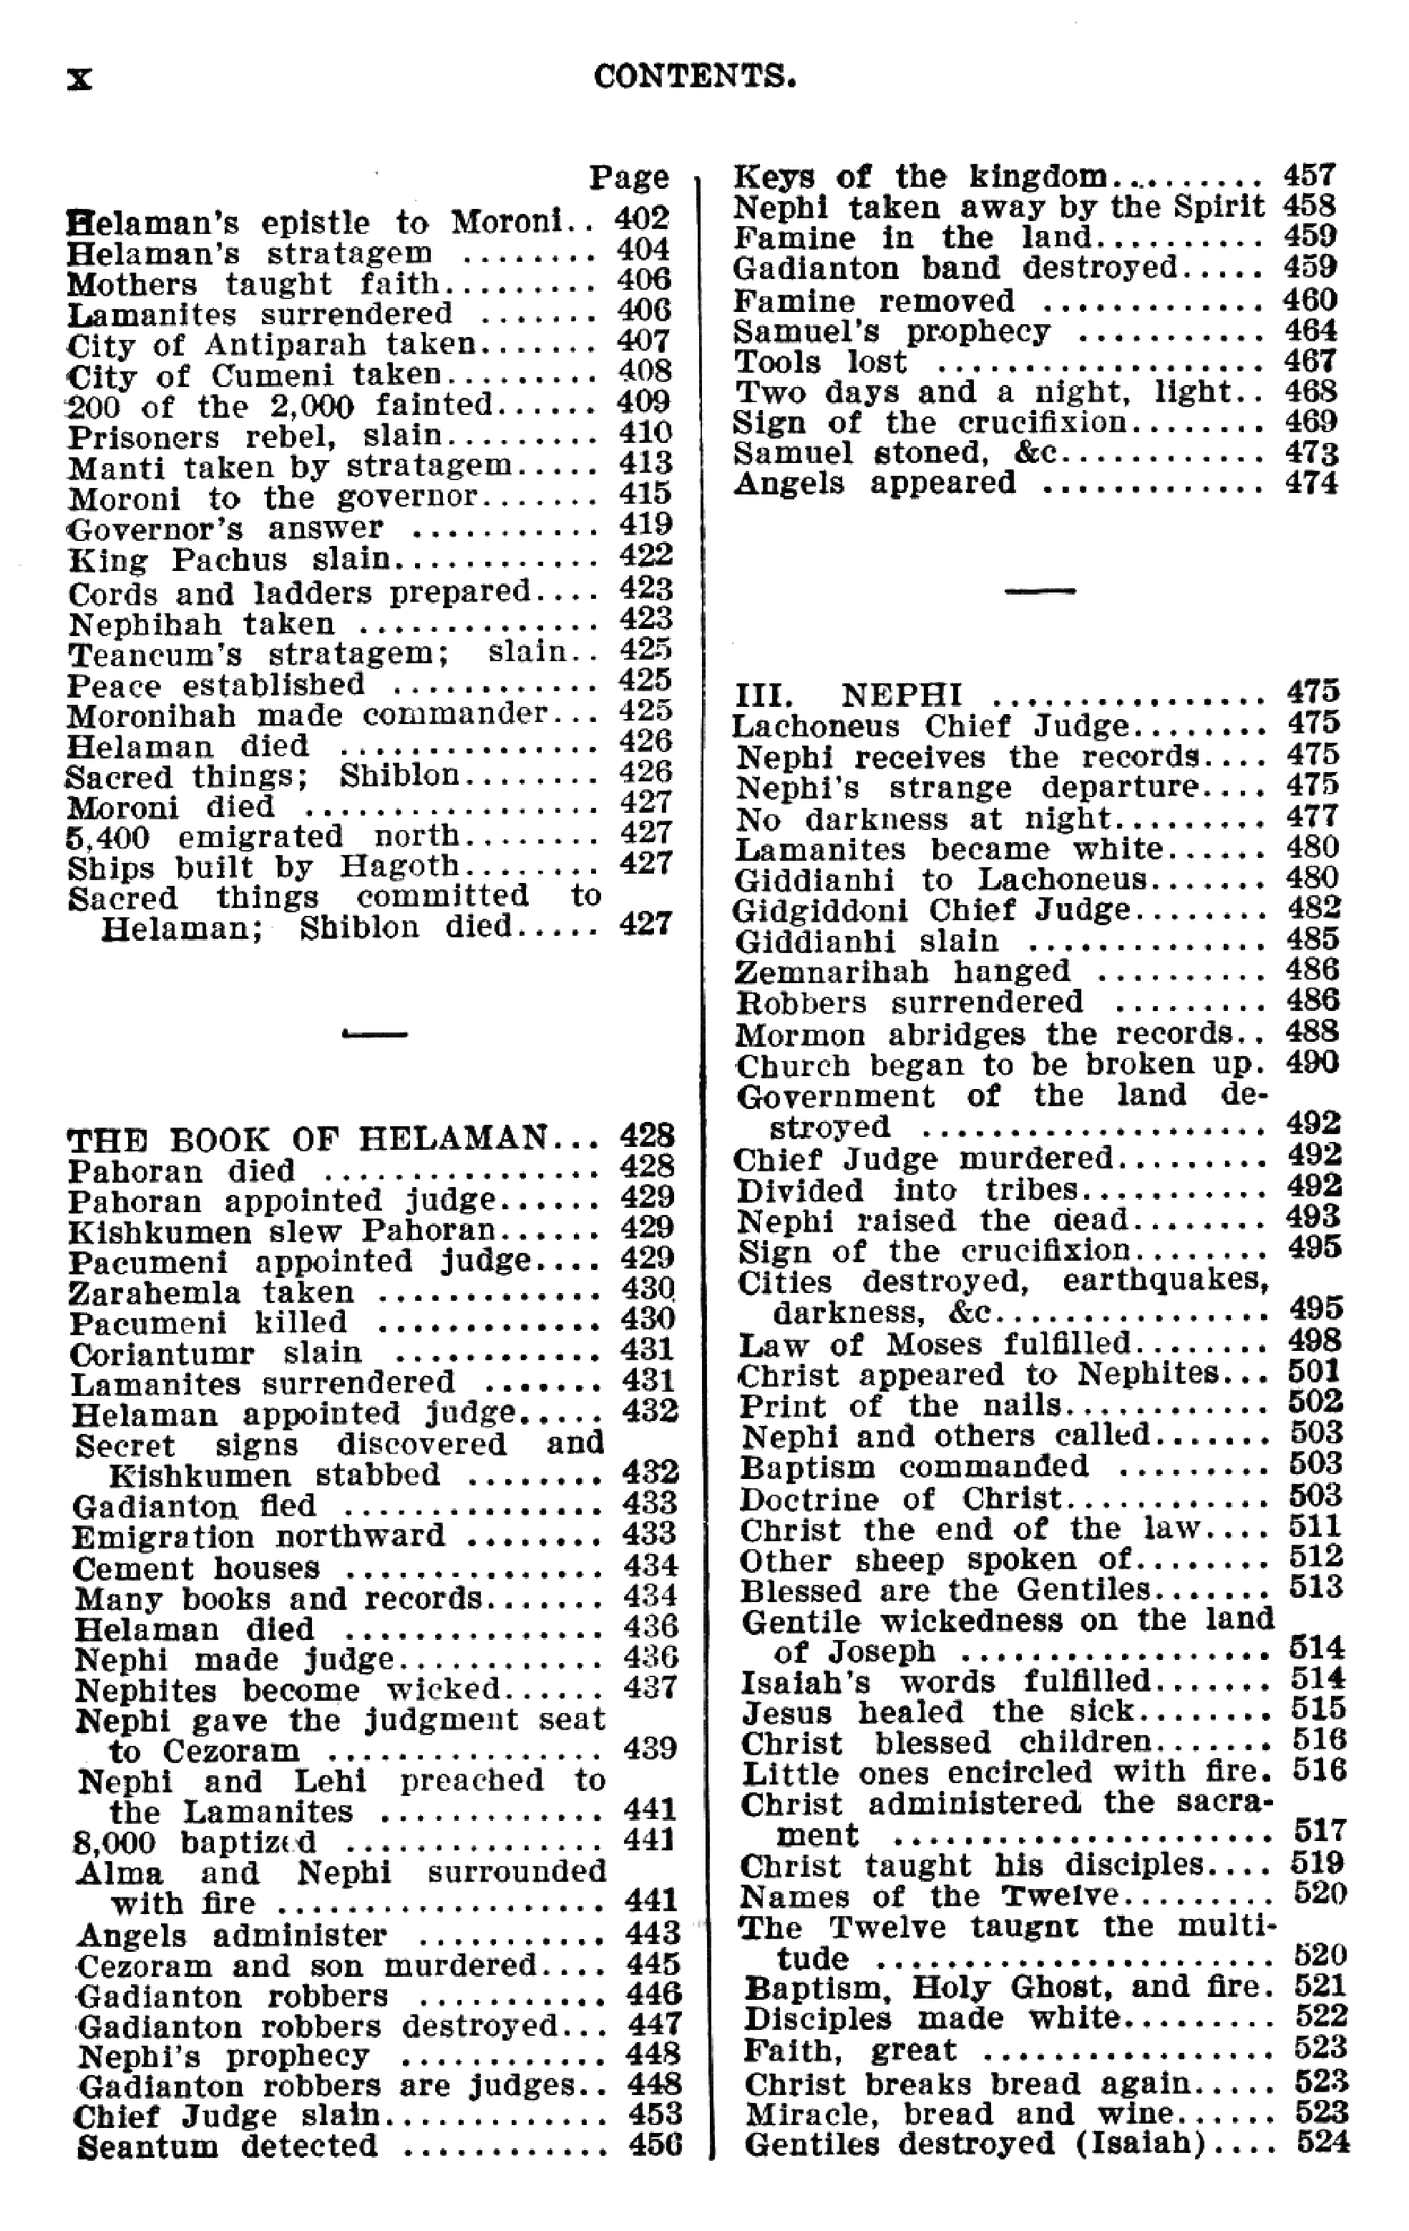 x
CONTENTS.
Page
Helaman's epistle to Moroni.. 402
Helaman's stratagem ........ 404
Mothers taught faith......... 406
Lamanites surrendered ....... 406
City of Antiparah taken....... 407
City of Cumeni taken......... 408
200 of the 2,000 fainted...... 409
Prisoners rebel, slain......... 410
Manti taken by stratagem..... 413
Moroni to the governor....... 415
Governor's answer ........... 419
King Pachus slain............ 422
Cords and ladders prepared.... 423
Nephihah taken .............. 423
Teancum's stratagem; slain.. 425
Peace established ............ 425
Moronihah made commander... 425
Helaman died ............... 426
Sacred things; Shiblon........ 426
Moroni died ................. 427
5,400 emigrated north........ 427
Ships built by Hagoth........ 427
Sacred things committed to
Helaman; Shiblon died..... 427
THE BOOK OF HELAMAN... 428
Pahoran died ................ 428
Pahoran appointed judge...... 429
Kishkumen slew Pahoran...... 429
Pacumeni appointed judge.... 429
Zarahemla taken ............. 430
Pacumeni killed ............. 430
Coriantumr slain ............ 431
Lamanites surrendered ....... 431
Helaman appointed judge..... 432
Secret signs discovered and
Kishkumen stabbed ........ 432
Gadianton fled ............... 433
Emigration northward ........ 433
Cement houses ............... 434
Many books and records....... 434
Helaman died ............... 436
Nephi made judge............ 436
Nephites become wicked...... 437
Nephi gave the judgment seat
to Cezoram ................ 439
Nephi and Lehi preached to
the Lamanites ............. 441
8,000 baptized ............... 441
Alma and Nephi surrounded
with fire ................... 441
Angels administer ........... 443
Cezoram and son murdered.... 445
Gadianton robbers ........... 446
Gadianton robbers destroyed... 447
Nephi's prophecy ............ 448
Gadianton robbers are judges.. 448
Chief Judge slain............. 453
Seantum detected ............ 456
Keys of the kingdom......... 457
Nephi taken away by the Spirit 458
Famine in the land.......... 459
Gadianton band destroyed..... 459
Famine removed ............. 460
Samuel's prophecy ........... 464
Tools lost ................... 467
Two days and a night, light.. 468
Sign of the crucifixion........ 469
Samuel stoned, &c............ 473
Angels appeared ............. 474
III. NEPHI ................ 475
Lachoneus Chief Judge........ 475
Nephi receives the records.... 475
Nephi's strange departure.... 475
No darkness at night......... 477
Lamanites became white...... 480
Giddianhi to Lachoneus....... 480
Gidgiddoni Chief Judge........ 482
Giddianhi slain .............. 485
Zemnarihah hanged .......... 486
Robbers surrendered ......... 486
Mormon abridges the records.. 488
Church began to be broken up. 490
Government of the land de-
stroyed .................... 492
Chief Judge murdered......... 492
Divided into tribes........... 492
Nephi raised the dead........ 493
Sign of the crucifixion........ 495
Cities destroyed, earthquakes,
darkness, &c................ 495
Law of Moses fulfilled........ 498
Christ appeared to Nephites... 501
Print of the nails............ 502
Nephi and others called....... 503
Baptism commanded ......... 503
Doctrine of Christ............ 503
Christ the end of the law.... 511
Other sheep spoken of........ 512
Blessed are the Gentiles....... 513
Gentile wickedness on the land
of Joseph .................. 514
Isaiah's words fulfilled....... 514
Jesus healed the sick........ 515
Christ blessed children....... 516
Little ones encircled with fire. 516
Christ administered the sacra-
ment ...................... 517
Christ taught his disciples.... 519
Names of the Twelve......... 520
The Twelve taught the multi-
tude ....................... 520
Baptism, Holy Ghost, and fire. 521
Disciples made white......... 522
Faith, great ................. 523
Christ breaks bread again..... 523
Miracle, bread and wine...... 523
Gentiles destroyed (Isaiah).... 524